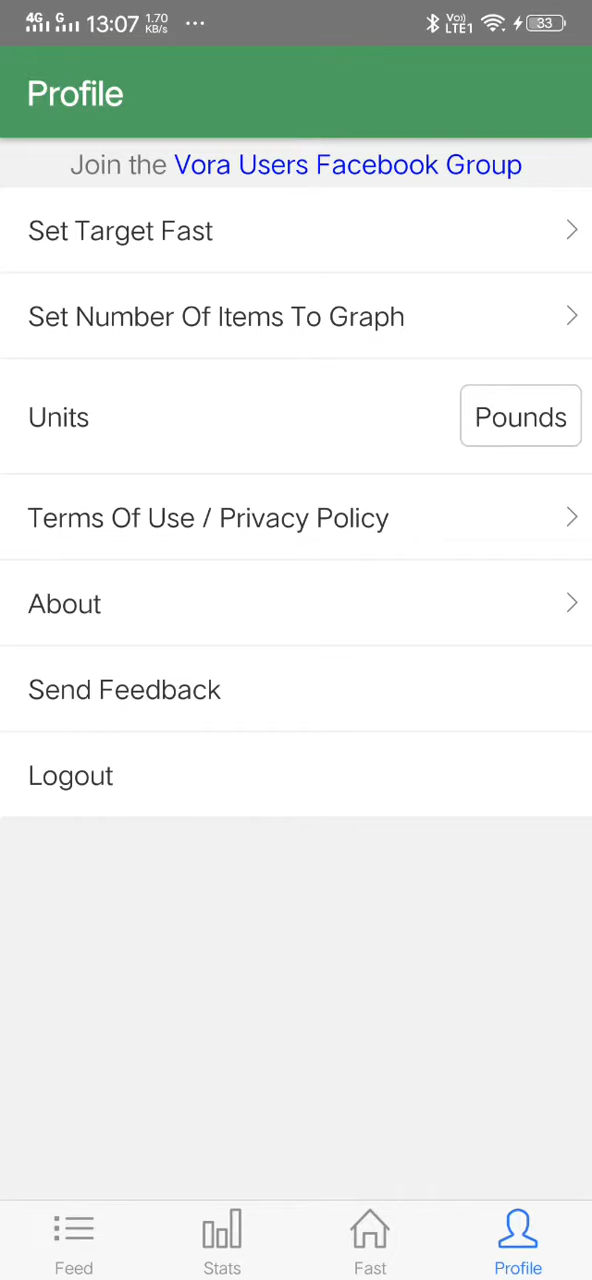 4G G 13:07 1.70 KB/s ... Vo)) LTE1 33
Profile
Join the Vora Users Facebook Group
Set Target Fast
Set Number Of Items To Graph
Units Pounds
Terms Of Use / Privacy Policy
About
Send Feedback
Logout
Feed Stats Fast Profile